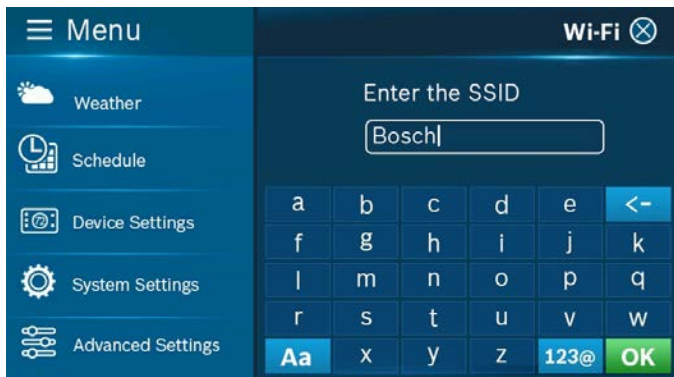 Menu
Weather
Schedule
Device Settings
System Settings
Advanced Settings
Wi-Fi
Enter the SSID
Bosch
a b c d e <-
f g h i j k
l m n o p q
r s t u v w
Aa x y z 123@ OK